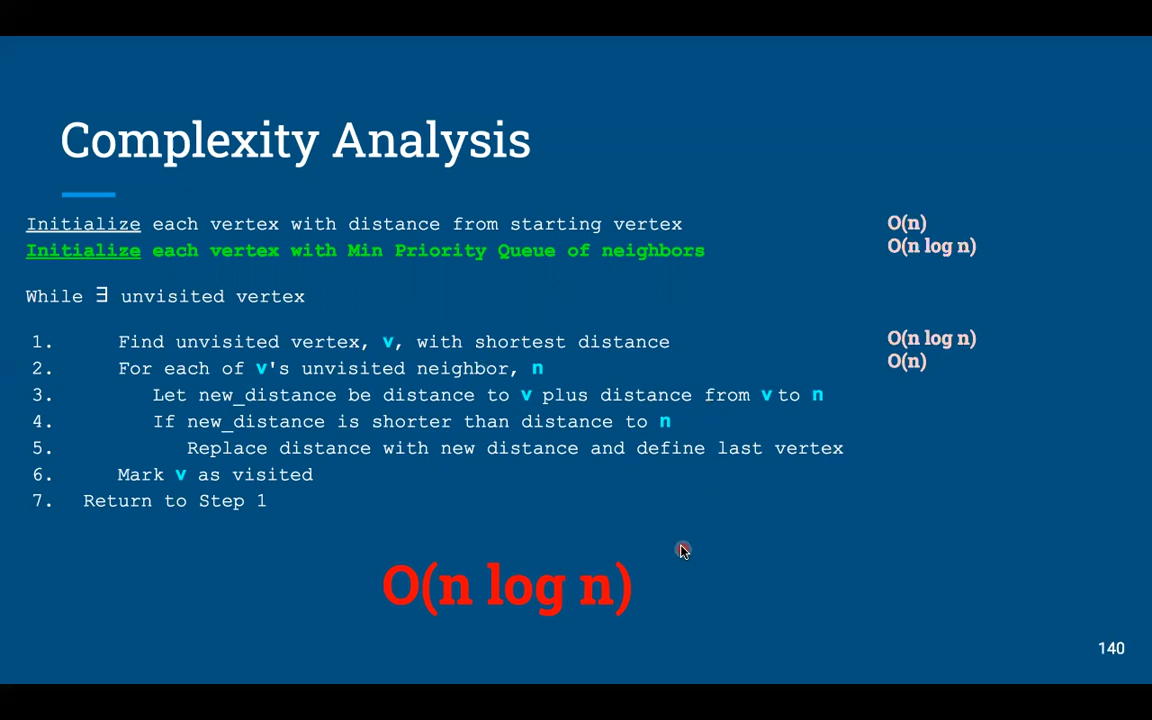 Complexity Analysis
Initialize each vertex with distance from starting vertex O(n)
Initialize each vertex with Min Priority Queue of neighbors O(n log n)
While ∃ unvisited vertex
1. Find unvisited vertex, v, with shortest distance O(n log n)
2. For each of v's unvisited neighbor, n O(n)
3. Let new_distance be distance to v plus distance from v to n
4. If new_distance is shorter than distance to n
5. Replace distance with new distance and define last vertex
6. Mark v as visited
7. Return to Step 1
O(n log n)
140